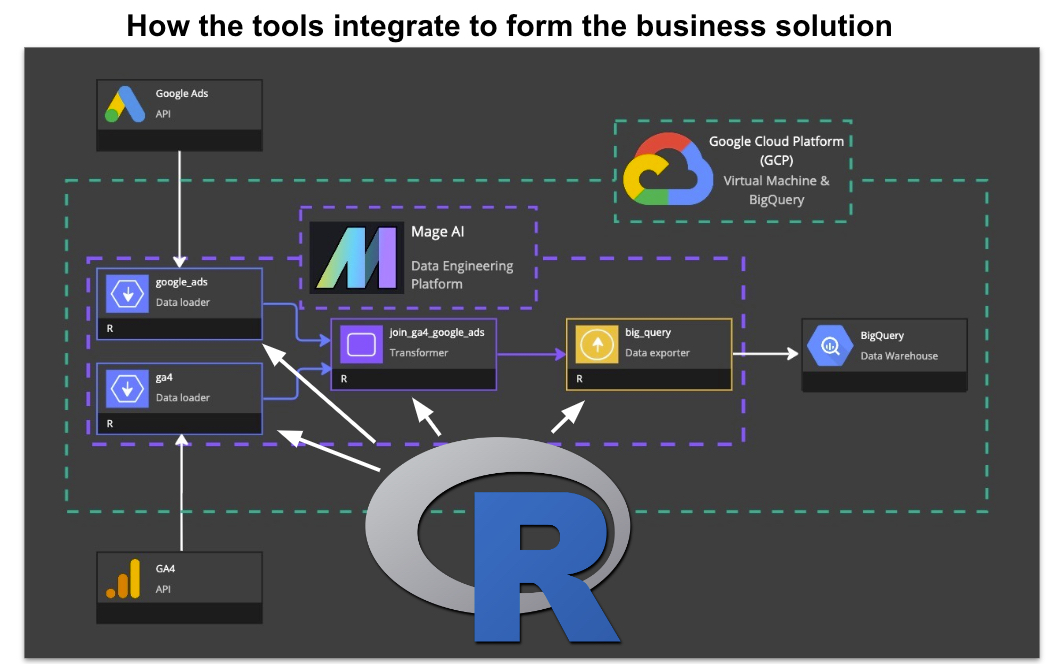 How the tools integrate to form the business solution
Google Ads
API
Google Cloud Platform
(GCP)
Virtual Machine &
BigQuery
Mage AI
Data Engineering
Platform
google_ads
Data loader
R
join_ga4_google_ads
Transformer
R
big_query
Data exporter
R
BigQuery
Data Warehouse
ga4
Data loader
R
R
GA4
API